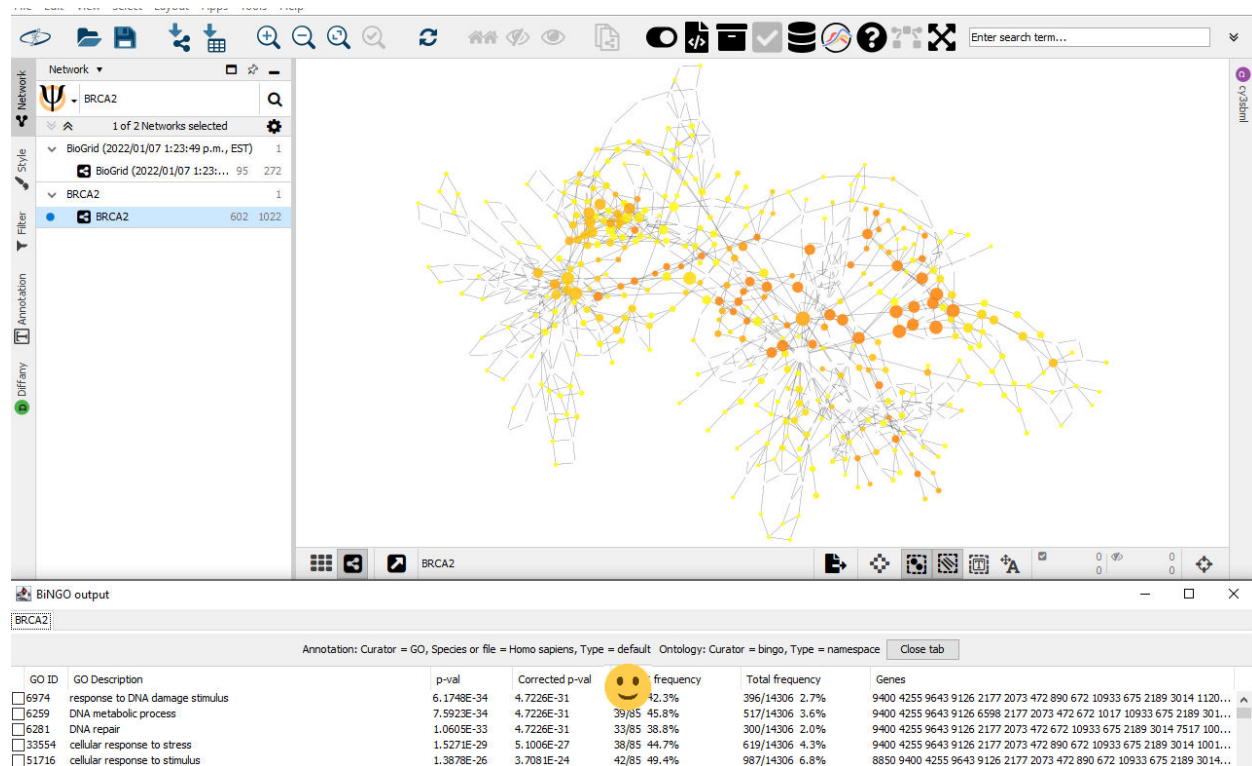 File Edit View Select Layout Apps Tools Help
Enter search term...
Network
BRCA2
1 of 2 Networks selected
BioGrid (2022/01/07 1:23:49 p.m., EST) 1
BioGrid (2022/01/07 1:23:... 95 272
BRCA2 1
BRCA2 602 1022
Network
Style
Filter
Annotation
Diffany
cy3sbml
BRCA2
0 0
0 0
BiNGO output
BRCA2
Annotation: Curator = GO, Species or file = Homo sapiens, Type = default Ontology: Curator = bingo, Type = namespace Close tab
GO ID GO Description p-val Corrected p-val frequency Total frequency Genes
6974 response to DNA damage stimulus 6.1748E-34 4.7226E-31 42.3% 396/14306 2.7% 9400 4255 9643 9126 2177 2073 472 890 672 10933 675 2189 3014 1120...
6259 DNA metabolic process 7.5923E-34 4.7226E-31 39/85 45.8% 517/14306 3.6% 9400 4255 9643 9126 6598 2177 2073 472 672 1017 10933 675 2189 301...
6281 DNA repair 1.0605E-33 4.7226E-31 33/85 38.8% 300/14306 2.0% 9400 4255 9643 9126 2177 2073 472 672 10933 675 2189 3014 7517 100...
33554 cellular response to stress 1.5271E-29 5.1006E-27 38/85 44.7% 619/14306 4.3% 9400 4255 9643 9126 2177 2073 472 890 672 10933 675 2189 3014 1001...
51716 cellular response to stimulus 1.3878E-26 3.7081E-24 42/85 49.4% 987/14306 6.8% 8850 9400 4255 9643 9126 2177 2073 472 890 672 10933 675 2189 3014...